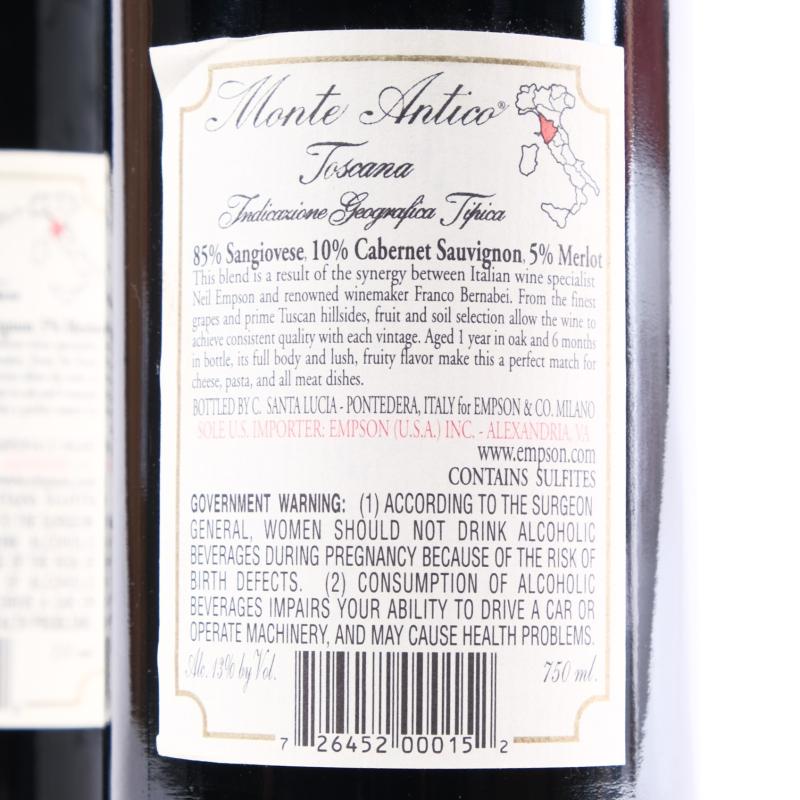 Monte Antico®
Toscana
Indicazione Geografica Tipica
85% Sangiovese, 10% Cabernet Sauvignon, 5% Merlot
This blend is a result of the synergy between Italian wine specialist
Neil Empson and renowned winemaker Franco Bernabei. From the finest
grapes and prime Tuscan hillsides, fruit and soil selection allow the wine to
achieve consistent quality with each vintage. Aged 1 year in oak and 6 months
in bottle, its full body and lush, fruity flavor make this a perfect match for
cheese, pasta, and all meat dishes.
BOTTLED BY C. SANTA LUCIA - PONTEDERA, ITALY for EMPSON & CO. MILANO
SOLE U.S. IMPORTER: EMPSON (U.S.A.) INC. - ALEXANDRIA, VA
www.empson.com
CONTAINS SULFITES
GOVERNMENT WARNING: (1) ACCORDING TO THE SURGEON
GENERAL, WOMEN SHOULD NOT DRINK ALCOHOLIC
BEVERAGES DURING PREGNANCY BECAUSE OF THE RISK OF
BIRTH DEFECTS. (2) CONSUMPTION OF ALCOHOLIC
BEVERAGES IMPAIRS YOUR ABILITY TO DRIVE A CAR OR
OPERATE MACHINERY, AND MAY CAUSE HEALTH PROBLEMS.
Alc. 13% by Vol. 750 ml.
7 26452 00015 2